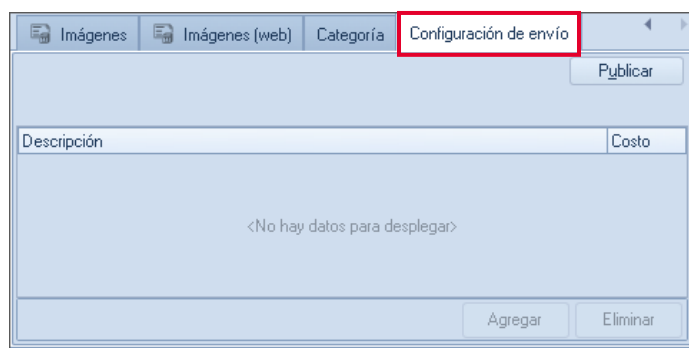 Imágenes Imágenes (web) Categoría Configuración de envío
Publicar
Descripción Costo
<No hay datos para desplegar>
Agregar Eliminar